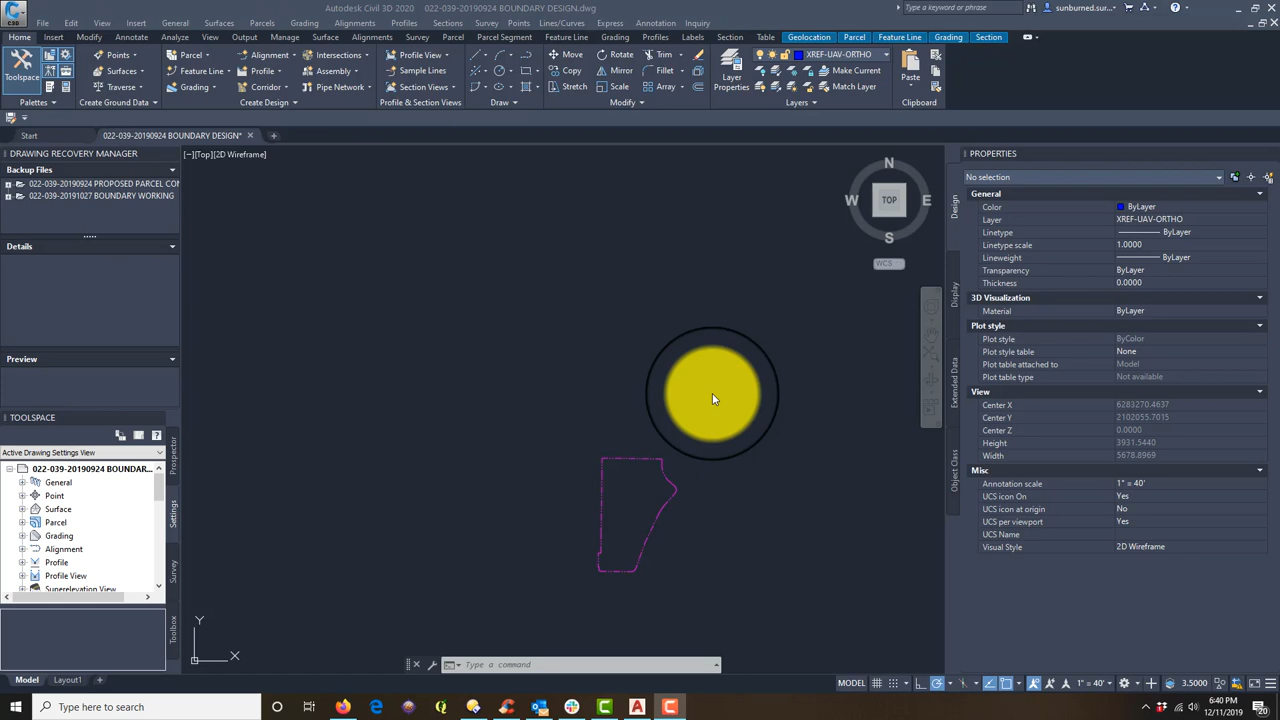 Autodesk Civil 3D 2020 022-039-20190924 BOUNDARY DESIGN.dwg
Type a keyword or phrase
sunburned.sur...
C3D
File Edit View Insert General Surfaces Parcels Grading Alignments Profiles Sections Survey Points Lines/Curves Express Annotation Inquiry
Home Insert Annotate Modify Analyze View Output Manage Surface Alignments Survey Parcel Parcel Segment Feature Line Grading Labels Section Table Geolocation Parcel Feature Line Grading Section
Toolspace
Points
Surfaces
Traverse
Parcel
Feature Line
Grading
Alignment
Profile
Corridor
Intersections
Assembly
Pipe Network
Profile View
Sample Lines
Section Views
Move Rotate Trim
Copy Mirror Fillet
Stretch Scale Array
Layer Properties
XREF-UAV-ORTHO
Make Current
Match Layer
Paste
Palettes Create Ground Data Create Design Profile & Section Views Draw Modify Layers Clipboard
Start 022-039-20190924 BOUNDARY DESIGN*
DRAWING RECOVERY MANAGER
Backup Files
022-039-20190924 PROPOSED PARCEL CON
022-039-20191027 BOUNDARY WORKING
Details
Preview
TOOLSPACE
Active Drawing Settings View
022-039-20190924 BOUNDAR...
General
Point
Surface
Parcel
Grading
Alignment
Profile
Profile View
Superelevation View
Prospector
Settings
Survey
Toolbox
[−][Top][2D Wireframe]
N
W TOP E
S
WCS
Y
X
Type a command
Design
Display
Extended Data
Object Class
PROPERTIES
No selection
General
Color ByLayer
Layer XREF-UAV-ORTHO
Linetype ByLayer
Linetype scale 1.0000
Lineweight ByLayer
Transparency ByLayer
Thickness 0.0000
3D Visualization
Material ByLayer
Plot style
Plot style ByColor
Plot style table None
Plot table attached to Model
Plot table type Not available
View
Center X 6283270.4637
Center Y 2102055.7015
Center Z 0.0000
Height 3931.5440
Width 5678.8969
Misc
Annotation scale 1" = 40'
UCS icon On Yes
UCS icon at origin No
UCS per viewport Yes
UCS Name
Visual Style 2D Wireframe
Model Layout1
MODEL 1" = 40' 3.5000
Type here to search
6:40 PM
12/11/2019